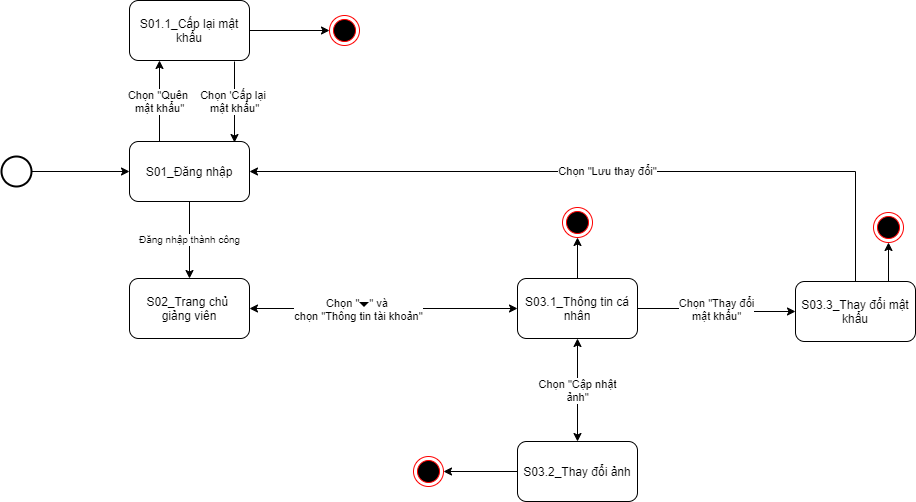 S01.1_Cấp lại mật
khẩu
Chọn "Quên
mật khẩu"
Chọn 'Cấp lại
mật khẩu"
S01_Đăng nhập
Chọn "Lưu thay đổi"
Đăng nhập thành công
S02_Trang chủ
giảng viên
Chọn "⏷" và
chọn "Thông tin tài khoản"
S03.1_Thông tin cá
nhân
Chọn "Thay đổi
mật khẩu"
S03.3_Thay đổi mật
khẩu
Chọn "Cập nhật
ảnh"
S03.2_Thay đổi ảnh